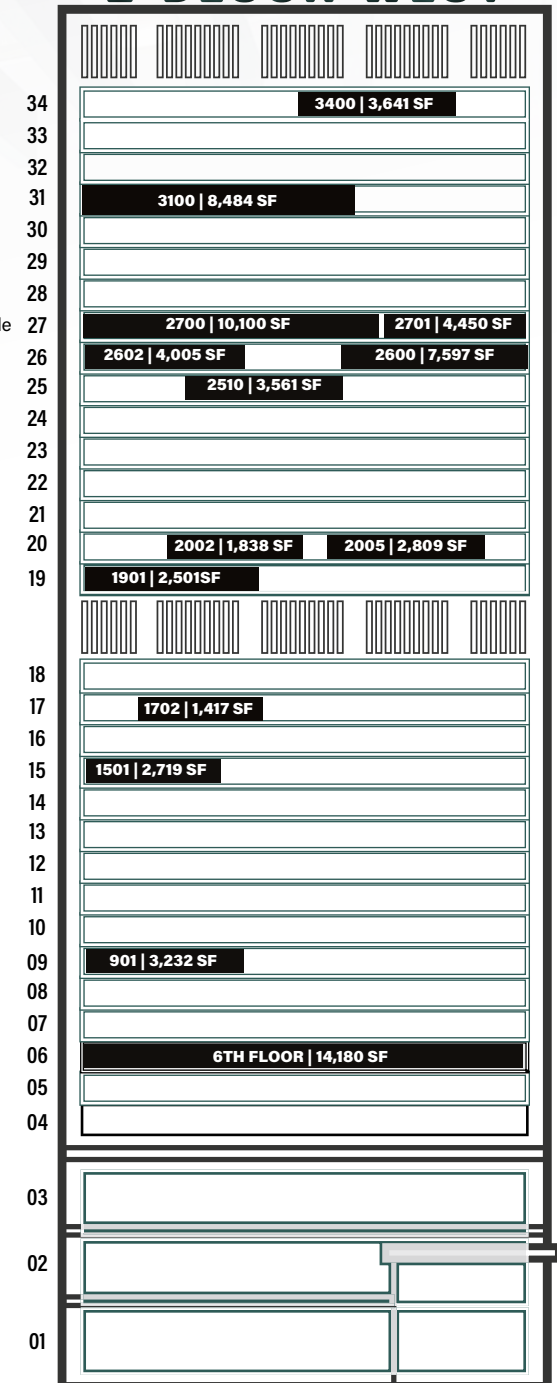 34 3400 | 3,641 SF
33
32
31 3100 | 8,484 SF
30
29
28
27 2700 | 10,100 SF 2701 | 4,450 SF
26 2602 | 4,005 SF 2600 | 7,597 SF
25 2510 | 3,561 SF
24
23
22
21
20 2002 | 1,838 SF 2005 | 2,809 SF
19 1901 | 2,501SF
18
17 1702 | 1,417 SF
16
15 1501 | 2,719 SF
14
13
12
11
10
09 901 | 3,232 SF
08
07
06 6TH FLOOR | 14,180 SF
05
04
03
02
01